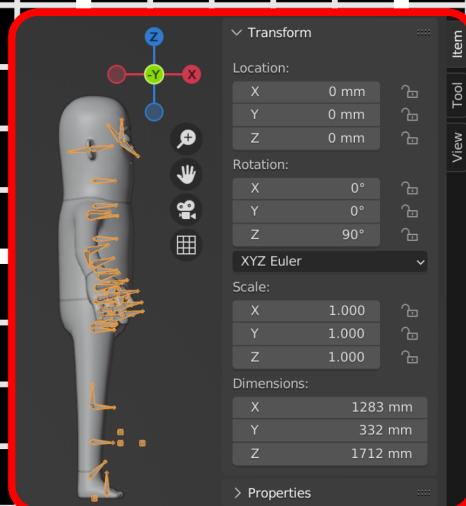 Z
-Y
X
Transform
Location:
X 0 mm
Y 0 mm
Z 0 mm
Rotation:
X 0°
Y 0°
Z 90°
XYZ Euler
Scale:
X 1.000
Y 1.000
Z 1.000
Dimensions:
X 1283 mm
Y 332 mm
Z 1712 mm
Properties
Item
Tool
View